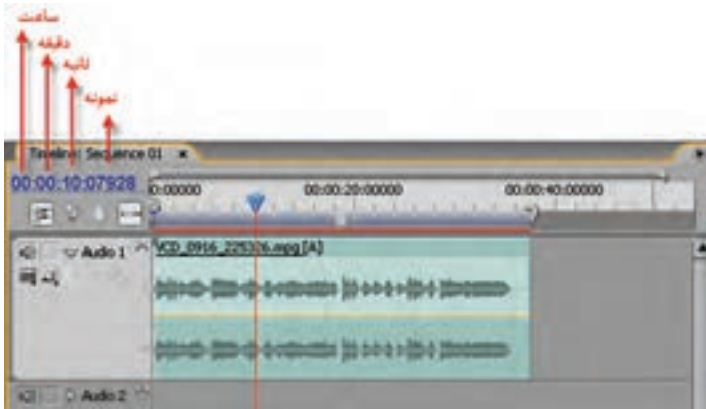 ساعت
دقیقه
ثانیه
نمونه
Timeline: Sequence 01
00:00:10:07928
0:00000 00:00:20:00000 00:00:40:00000
Audio 1
VCD_0916_225326.mpg [A]
Audio 2